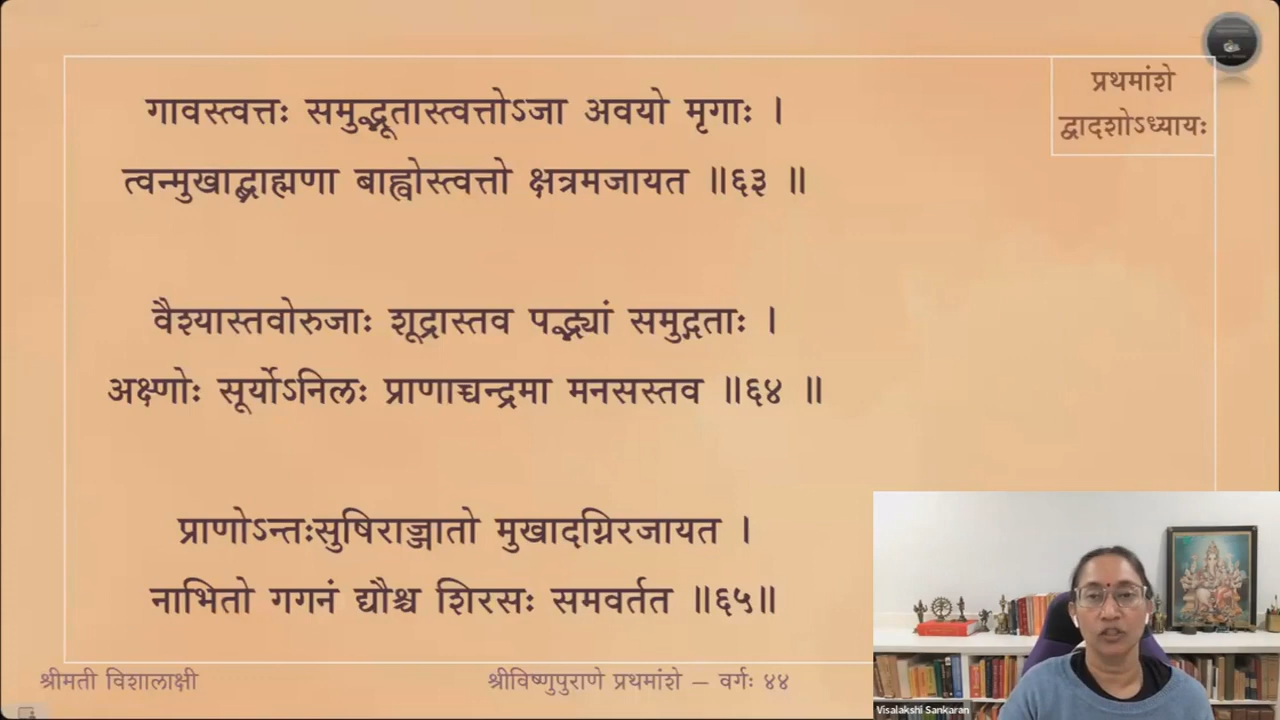 प्रथमांशे
द्वादशोऽध्यायः
गावस्त्वत्तः समुद्भूतास्त्वत्तोऽजा अवयो मृगाः ।
त्वन्मुखाद्ब्राह्मणा बाह्वोस्त्वत्तो क्षत्रमजायत ॥६३ ॥
वैश्यास्तवोरुजाः शूद्रास्तव पद्भ्यां समुद्गताः ।
अक्ष्णोः सूर्योऽनिलः प्राणाच्चन्द्रमा मनसस्तव ॥६४ ॥
प्राणोऽन्तःसुषिराज्जातो मुखादग्निरजायत ।
नाभितो गगनं द्यौश्च शिरसः समवर्तत ॥६५॥
श्रीमती विशालाक्षी
श्रीविष्णुपुराणे प्रथमांशे – वर्गः ४४
Visalakshi Sankaran